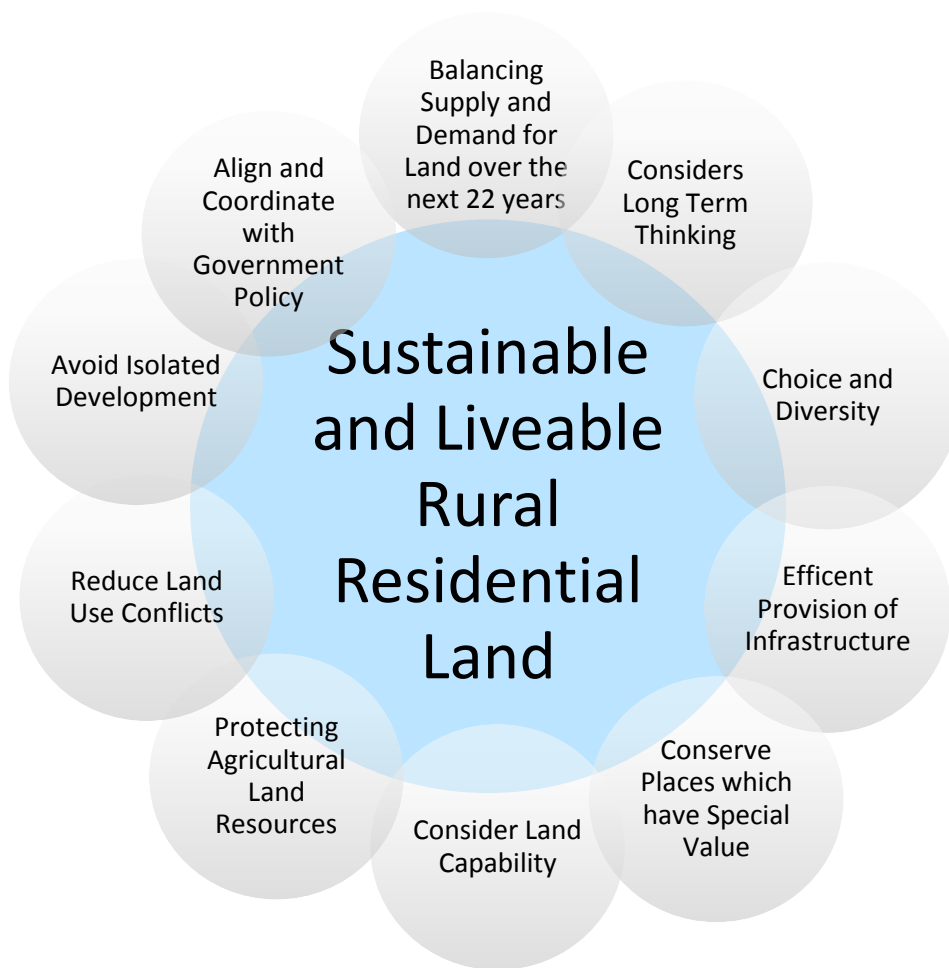 Balancing
Supply and
Demand for
Land over the
next 22 years
Considers
Long Term
Thinking
Choice and
Diversity
Efficent
Provision of
Infrastructure
Conserve
Places which
have Special
Value
Consider Land
Capability
Protecting
Agricultural
Land
Resources
Reduce Land
Use Conflicts
Avoid Isolated
Development
Align and
Coordinate
with
Government
Policy
Sustainable
and Liveable
Rural
Residential
Land